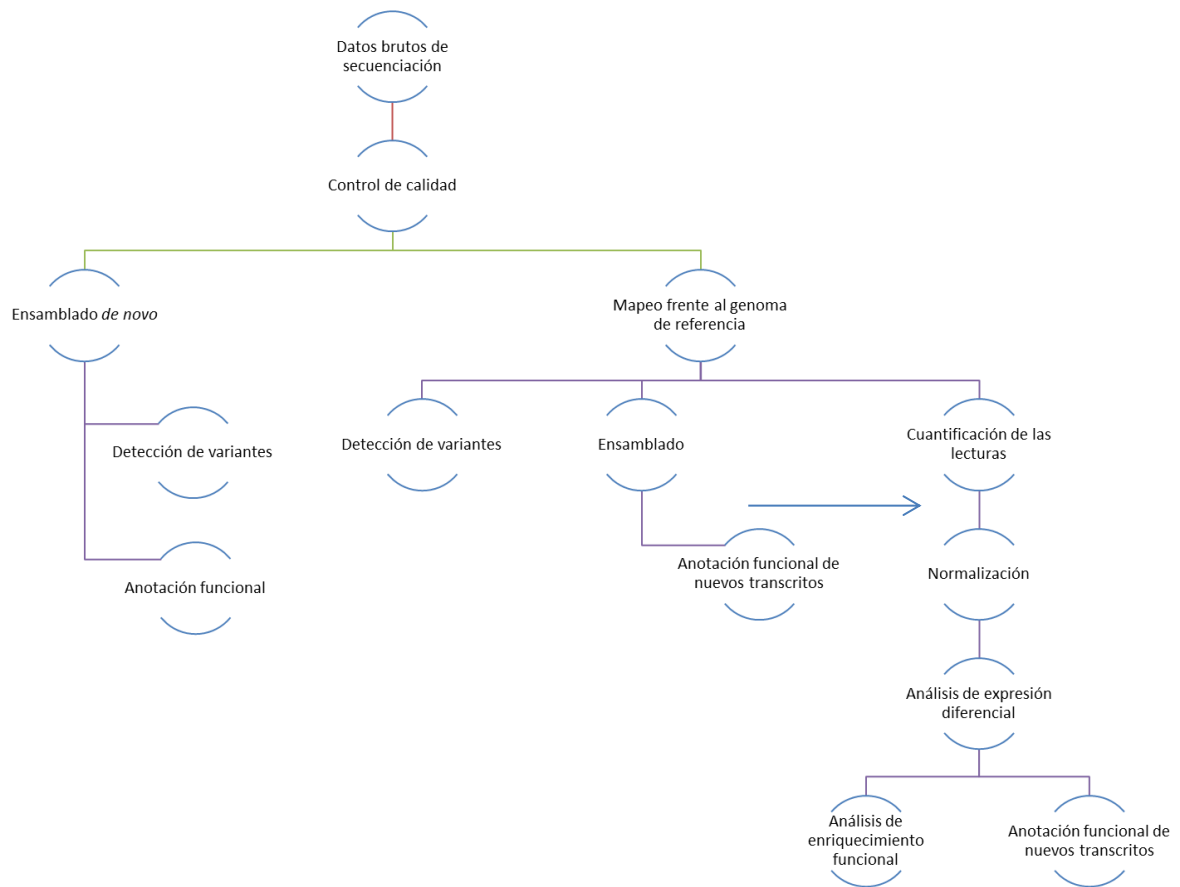 Datos brutos de
secuenciación
Control de calidad
Ensamblado de novo
Mapeo frente al genoma
de referencia
Detección de variantes
Anotación funcional
Detección de variantes
Ensamblado
Anotación funcional de
nuevos transcritos
Cuantificación de las
lecturas
Normalización
Análisis de expresión
diferencial
Análisis de
enriquecimiento
funcional
Anotación funcional de
nuevos transcritos